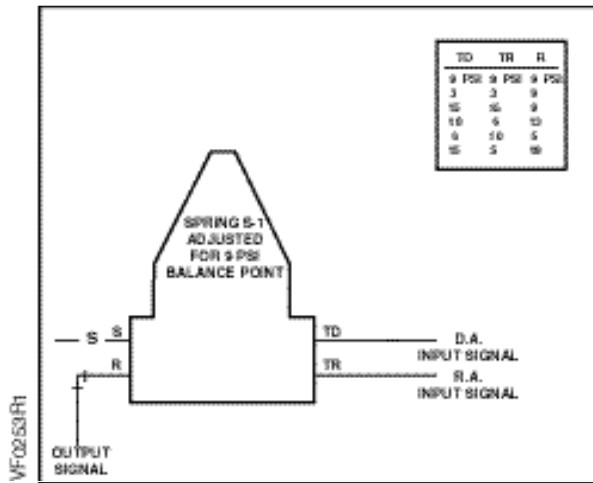 TD TR R
9 PSI 9 PSI 9 PSI
3 3 9
15 15 9
10 6 13
6 10 5
15 5
SPRING S-1
ADJUSTED
FOR 9 PSI
BALANCE POINT
S S
TD
D.A.
INPUT SIGNAL
R
TR
R.A.
INPUT SIGNAL
OUTPUT
SIGNAL
VF0253R1